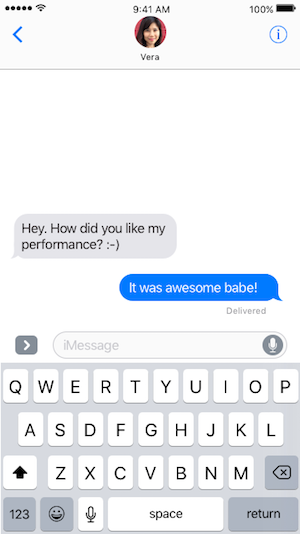 9:41 AM
100%
Vera
Hey. How did you like my
performance? :-)
It was awesome babe!
Delivered
iMessage
Q W E R T Y U I O P
A S D F G H J K L
Z X C V B N M
123 space return